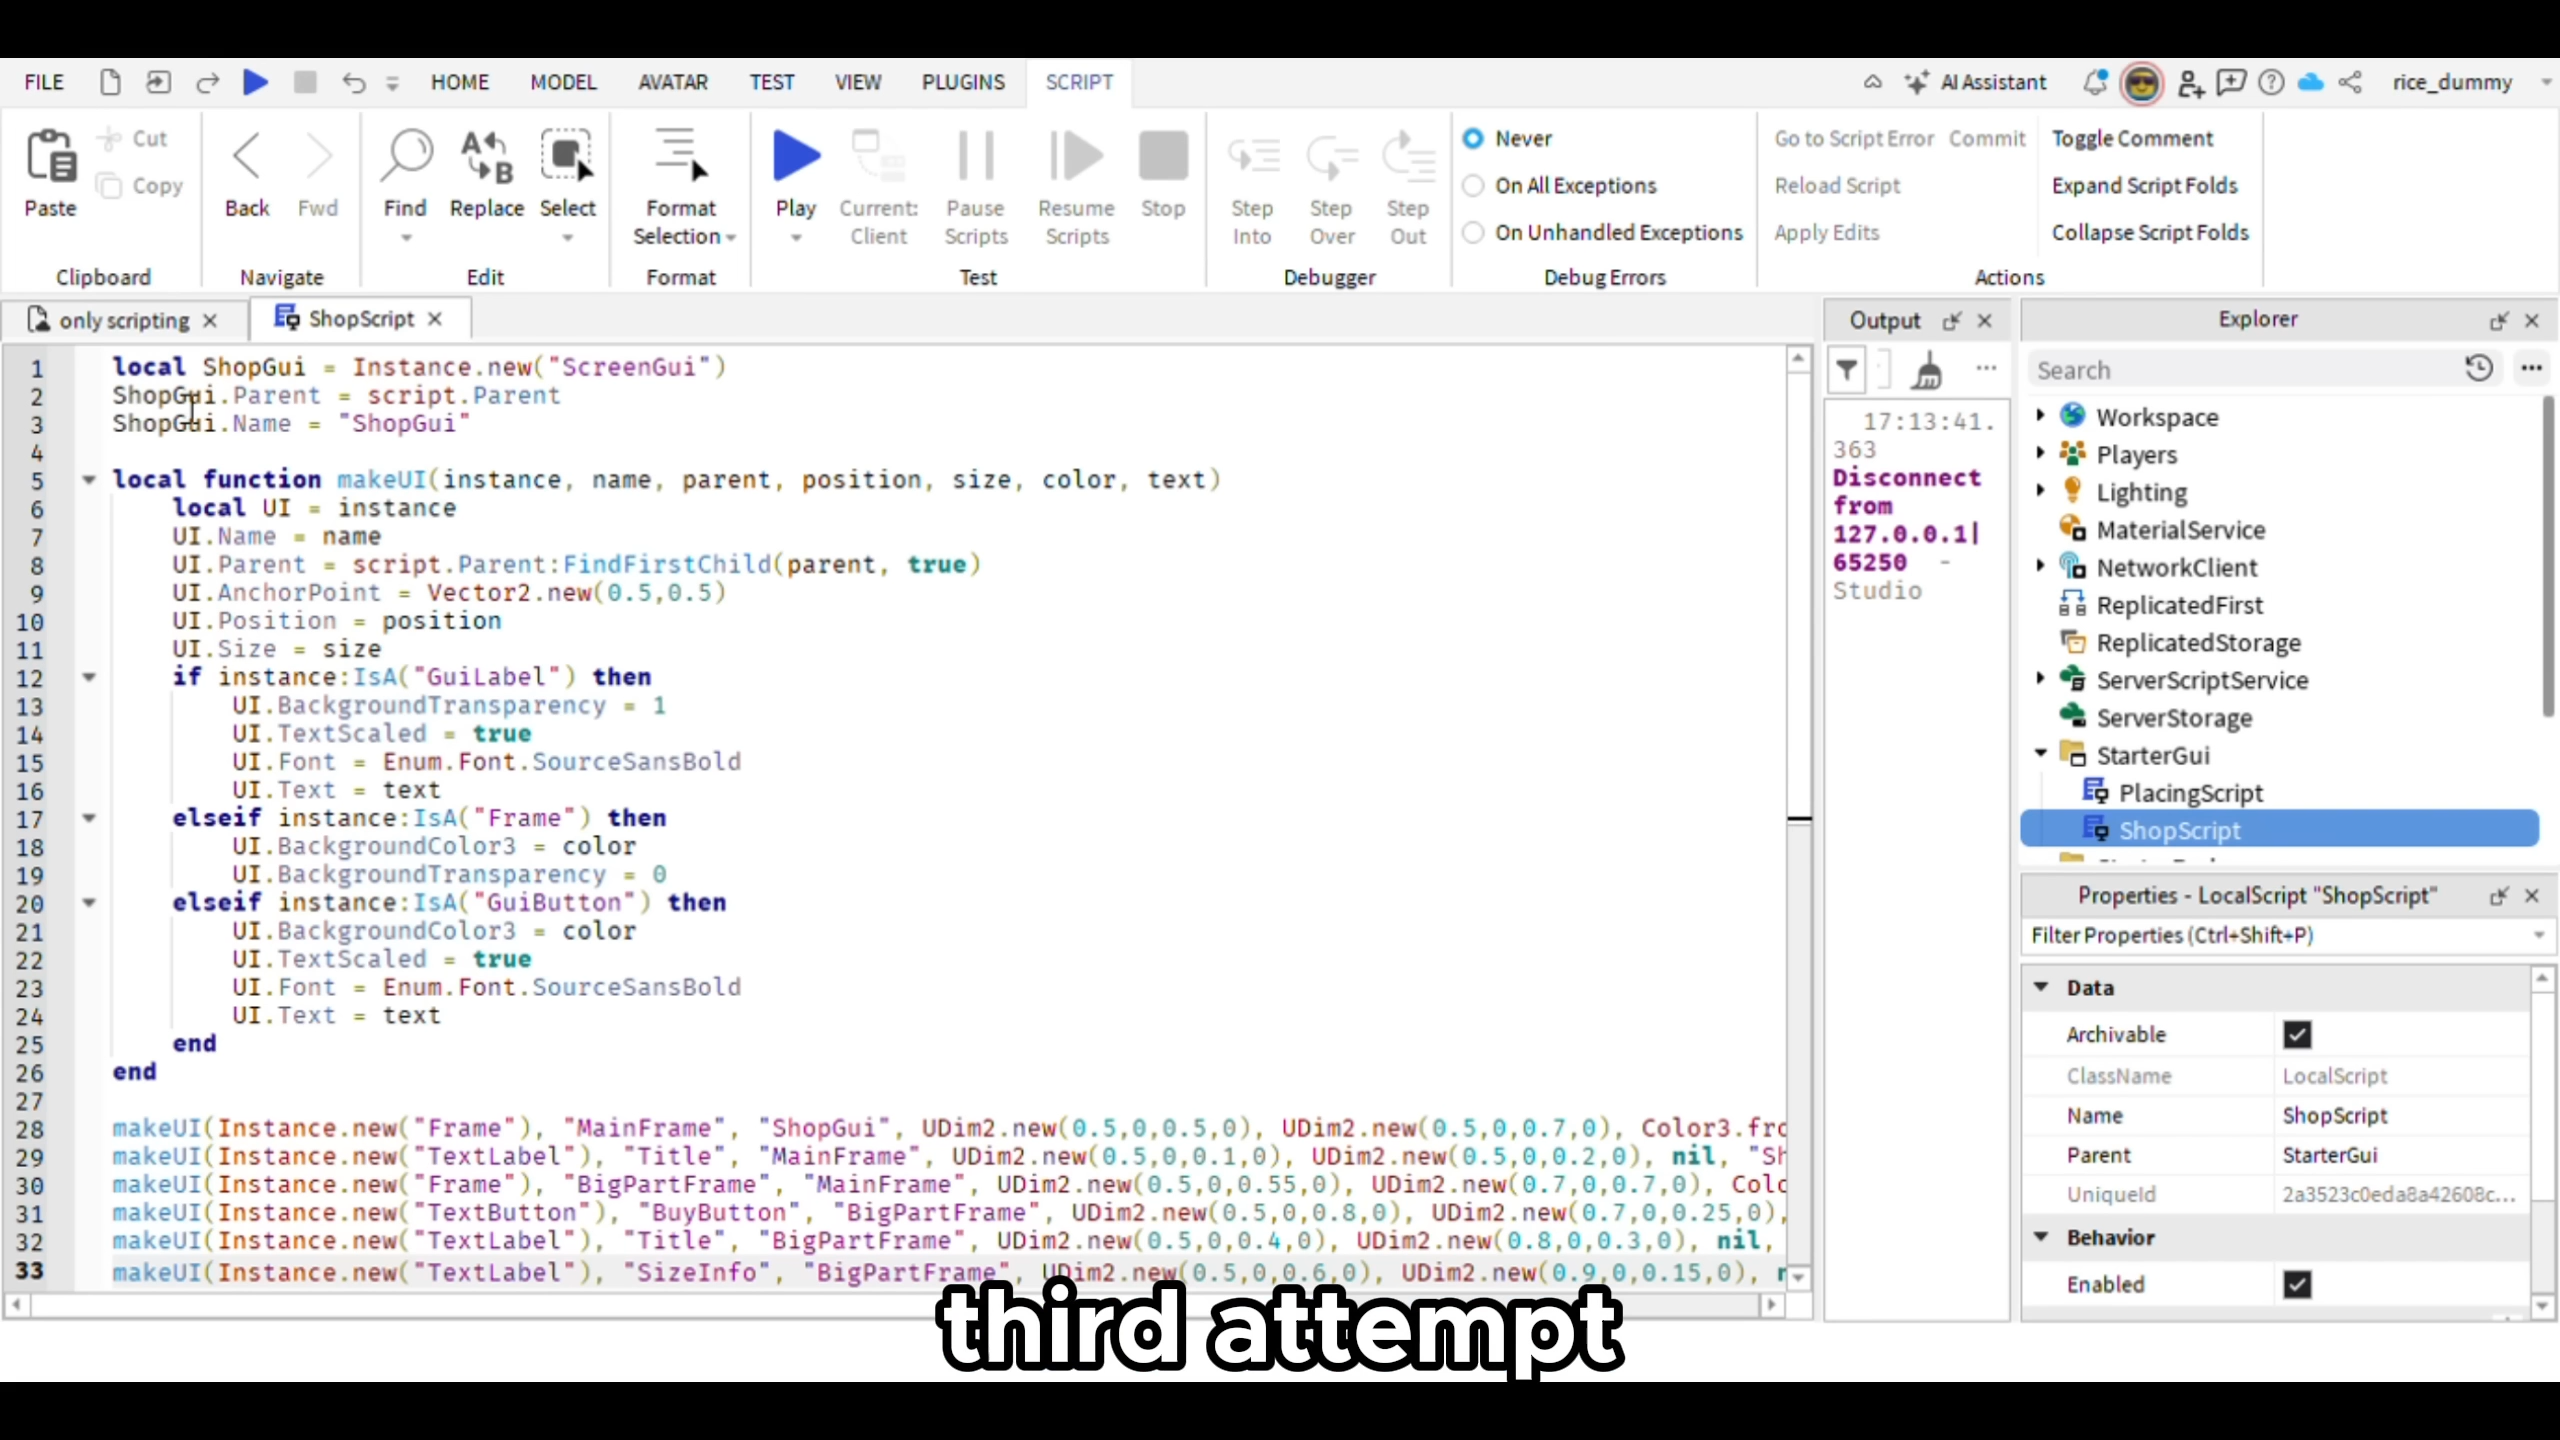 FILE HOME MODEL AVATAR TEST VIEW PLUGINS SCRIPT AI Assistant rice_dummy
Paste Cut Copy Back Fwd Find Replace Select Format Selection Play Current: Client Pause Scripts Resume Scripts Stop Step Into Step Over Step Out
Never
On All Exceptions
On Unhandled Exceptions
Go to Script Error Commit Toggle Comment
Reload Script Expand Script Folds
Apply Edits Collapse Script Folds
Clipboard Navigate Edit Format Test Debugger Debug Errors Actions
only scripting ShopScript
1 local ShopGui = Instance.new("ScreenGui")
2 ShopGui.Parent = script.Parent
3 ShopGui.Name = "ShopGui"
4
5 local function makeUI(instance, name, parent, position, size, color, text)
6 local UI = instance
7 UI.Name = name
8 UI.Parent = script.Parent:FindFirstChild(parent, true)
9 UI.AnchorPoint = Vector2.new(0.5,0.5)
10 UI.Position = position
11 UI.Size = size
12 if instance:IsA("GuiLabel") then
13 UI.BackgroundTransparency = 1
14 UI.TextScaled = true
15 UI.Font = Enum.Font.SourceSansBold
16 UI.Text = text
17 elseif instance:IsA("Frame") then
18 UI.BackgroundColor3 = color
19 UI.BackgroundTransparency = 0
20 elseif instance:IsA("GuiButton") then
21 UI.BackgroundColor3 = color
22 UI.TextScaled = true
23 UI.Font = Enum.Font.SourceSansBold
24 UI.Text = text
25 end
26 end
27
28 makeUI(Instance.new("Frame"), "MainFrame", "ShopGui", UDim2.new(0.5,0,0.5,0), UDim2.new(0.5,0,0.7,0), Color3.fro
29 makeUI(Instance.new("TextLabel"), "Title", "MainFrame", UDim2.new(0.5,0,0.1,0), UDim2.new(0.5,0,0.2,0), nil, "Sh
30 makeUI(Instance.new("Frame"), "BigPartFrame", "MainFrame", UDim2.new(0.5,0,0.55,0), UDim2.new(0.7,0,0.7,0), Colo
31 makeUI(Instance.new("TextButton"), "BuyButton", "BigPartFrame", UDim2.new(0.5,0,0.8,0), UDim2.new(0.7,0,0.25,0),
32 makeUI(Instance.new("TextLabel"), "Title", "BigPartFrame", UDim2.new(0.5,0,0.4,0), UDim2.new(0.8,0,0.3,0), nil,
33 makeUI(Instance.new("TextLabel"), "SizeInfo", "BigPartFrame", UDim2.new(0.5,0,0.6,0), UDim2.new(0.9,0,0.15,0), n
third attempt
Output
17:13:41.
363
Disconnect
from
127.0.0.1|
65250 -
Studio
Explorer
Search
Workspace
Players
Lighting
MaterialService
NetworkClient
ReplicatedFirst
ReplicatedStorage
ServerScriptService
ServerStorage
StarterGui
PlacingScript
ShopScript
Properties - LocalScript "ShopScript"
Filter Properties (Ctrl+Shift+P)
Data
Archivable
ClassName LocalScript
Name ShopScript
Parent StarterGui
UniqueId 2a3523c0eda8a42608c...
Behavior
Enabled